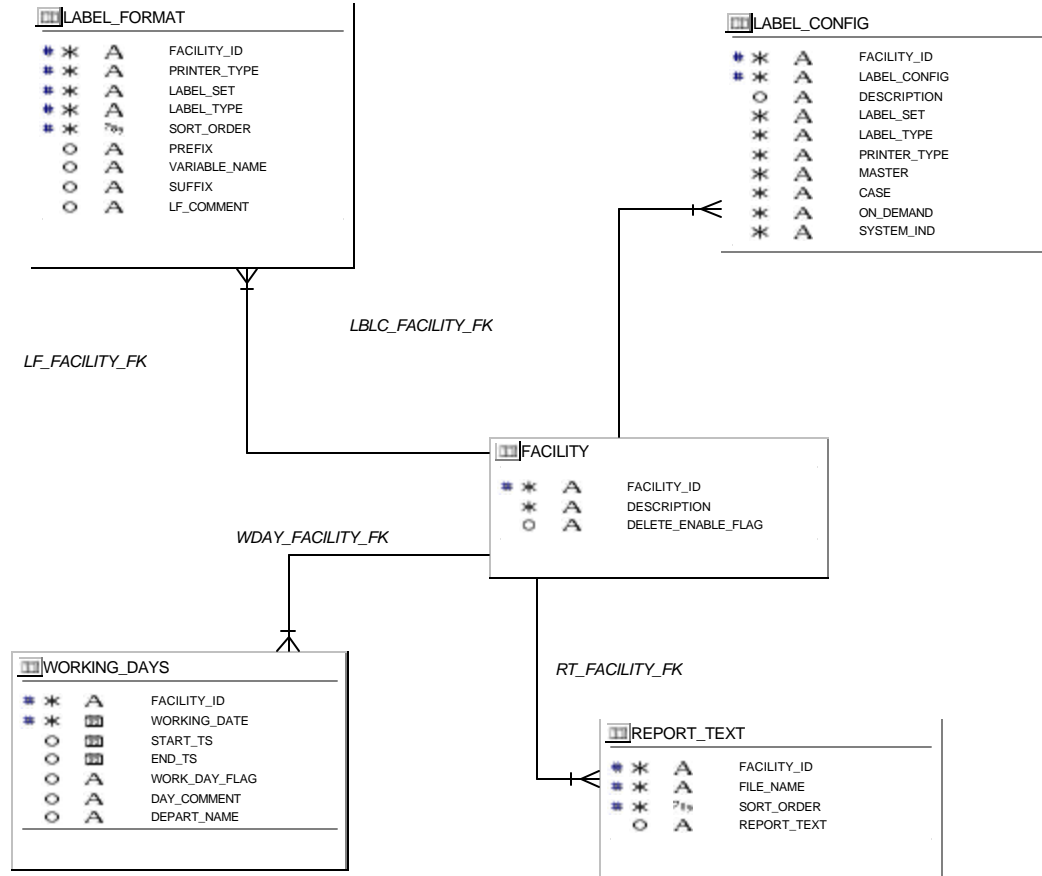 LABEL_FORMAT
# * A FACILITY_ID
# * A PRINTER_TYPE
# * A LABEL_SET
# * A LABEL_TYPE
# * 789 SORT_ORDER
O A PREFIX
O A VARIABLE_NAME
O A SUFFIX
O A LF_COMMENT
LABEL_CONFIG
# * A FACILITY_ID
# * A LABEL_CONFIG
O A DESCRIPTION
* A LABEL_SET
* A LABEL_TYPE
* A PRINTER_TYPE
* A MASTER
* A CASE
* A ON_DEMAND
* A SYSTEM_IND
LBLC_FACILITY_FK
LF_FACILITY_FK
FACILITY
# * A FACILITY_ID
* A DESCRIPTION
O A DELETE_ENABLE_FLAG
WDAY_FACILITY_FK
WORKING_DAYS
# * A FACILITY_ID
# * WORKING_DATE
O START_TS
O END_TS
O A WORK_DAY_FLAG
O A DAY_COMMENT
O A DEPART_NAME
RT_FACILITY_FK
REPORT_TEXT
# * A FACILITY_ID
# * A FILE_NAME
# * 789 SORT_ORDER
O A REPORT_TEXT